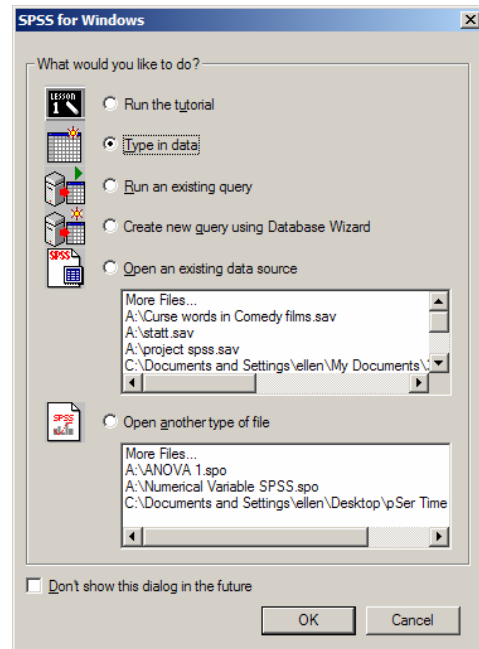 SPSS for Windows
What would you like to do?
LESSON
1
Run the tutorial
Type in data
Run an existing query
Create new query using Database Wizard
SPSS
Open an existing data source
More Files...
A:\Curse words in Comedy films.sav
A:\statt.sav
A:\project spss.sav
C:\Documents and Settings\ellen\My Documents\
SPSS
Open another type of file
More Files...
A:\ANOVA 1.spo
A:\Numerical Variable SPSS.spo
C:\Documents and Settings\ellen\Desktop\pSer Time
Don't show this dialog in the future
OK
Cancel